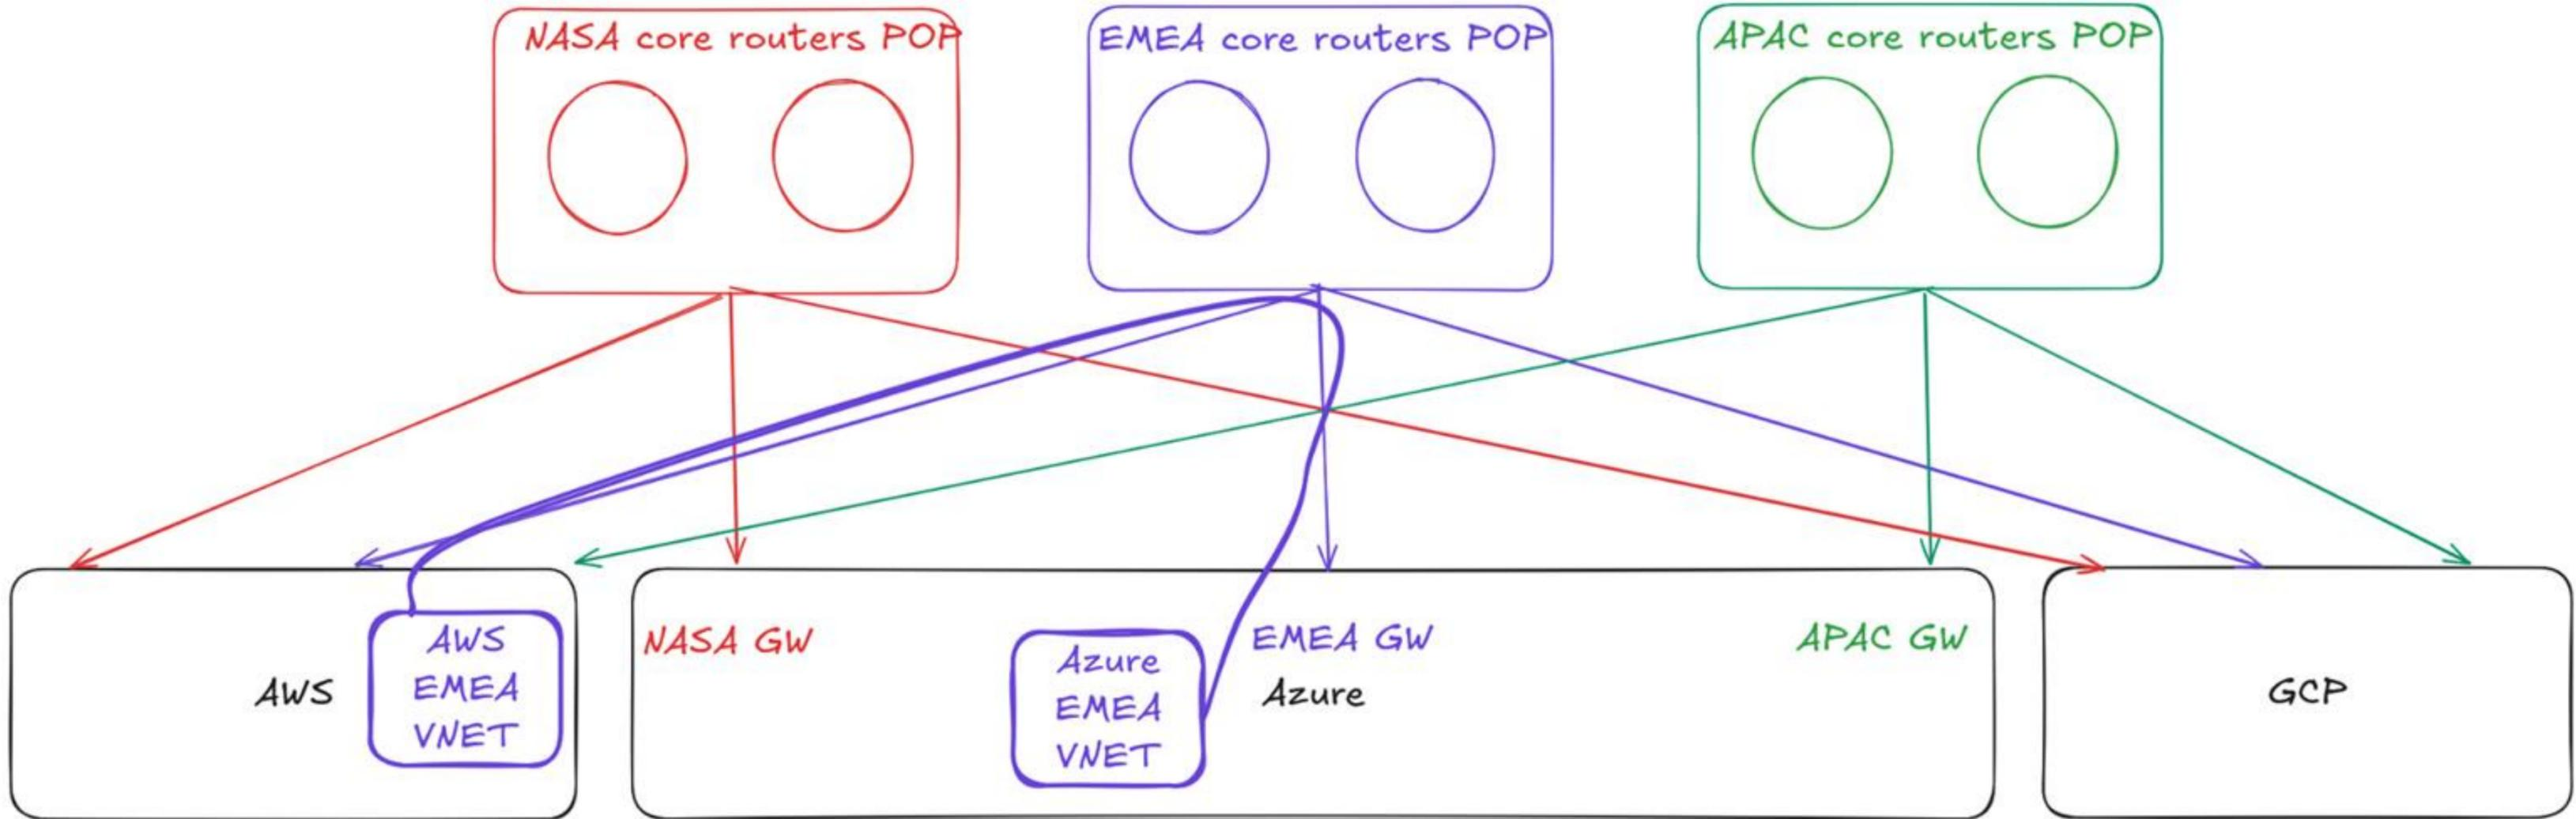 NASA core routers POP
EMEA core routers POP
APAC core routers POP
AWS
AWS
EMEA
VNET
NASA GW
Azure
EMEA
VNET
EMEA GW
Azure
APAC GW
GCP